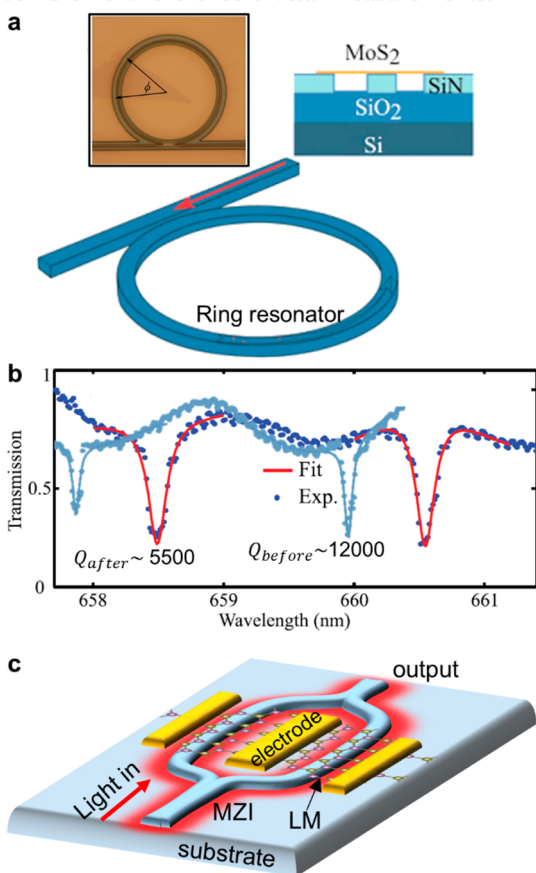 a
ϕ
MoS₂
SiN
SiO₂
Si
Ring resonator
b
1
0.5
0
Transmission
Fit
Exp.
Q_after ~ 5500
Q_before ~ 12000
658
659
660
661
Wavelength (nm)
c
output
electrode
Light in
MZI
LM
substrate